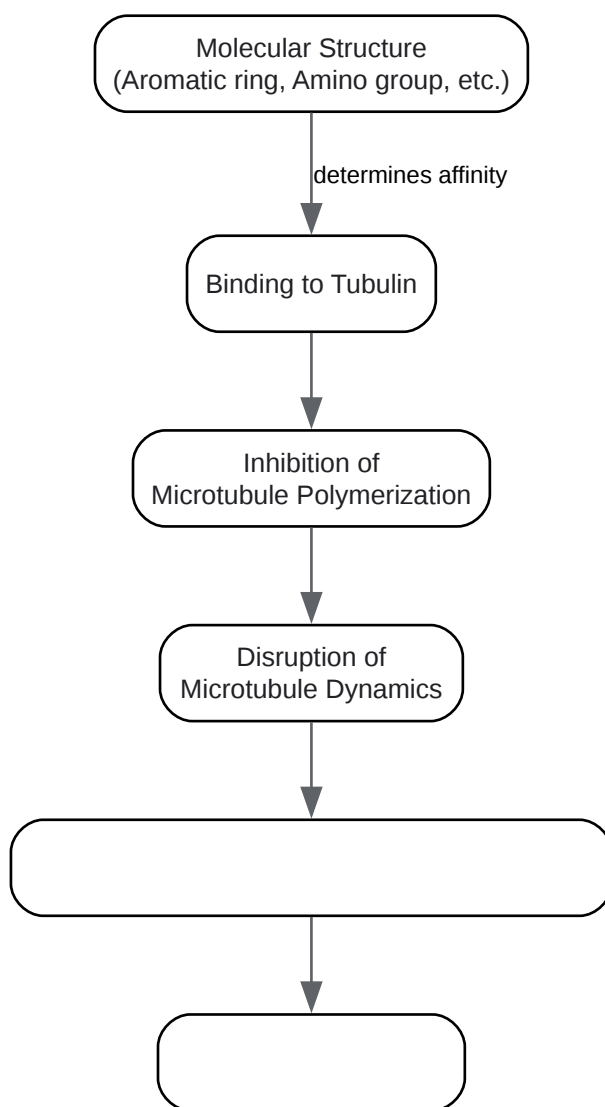 Molecular Structure
(Aromatic ring, Amino group, etc.)
determines affinity
Binding to Tubulin
Inhibition of
Microtubule Polymerization
Disruption of
Microtubule Dynamics